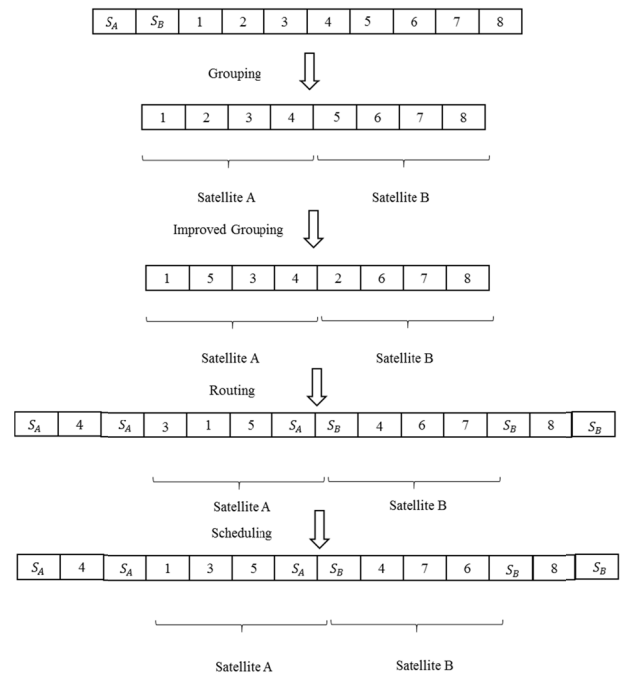 S_A S_B 1 2 3 4 5 6 7 8
Grouping
1 2 3 4 5 6 7 8
Satellite A Satellite B
Improved Grouping
1 5 3 4 2 6 7 8
Satellite A Satellite B
Routing
S_A 4 S_A 3 1 5 S_A S_B 4 6 7 S_B 8 S_B
Satellite A Satellite B
Scheduling
S_A 4 S_A 1 3 5 S_A S_B 4 7 6 S_B 8 S_B
Satellite A Satellite B